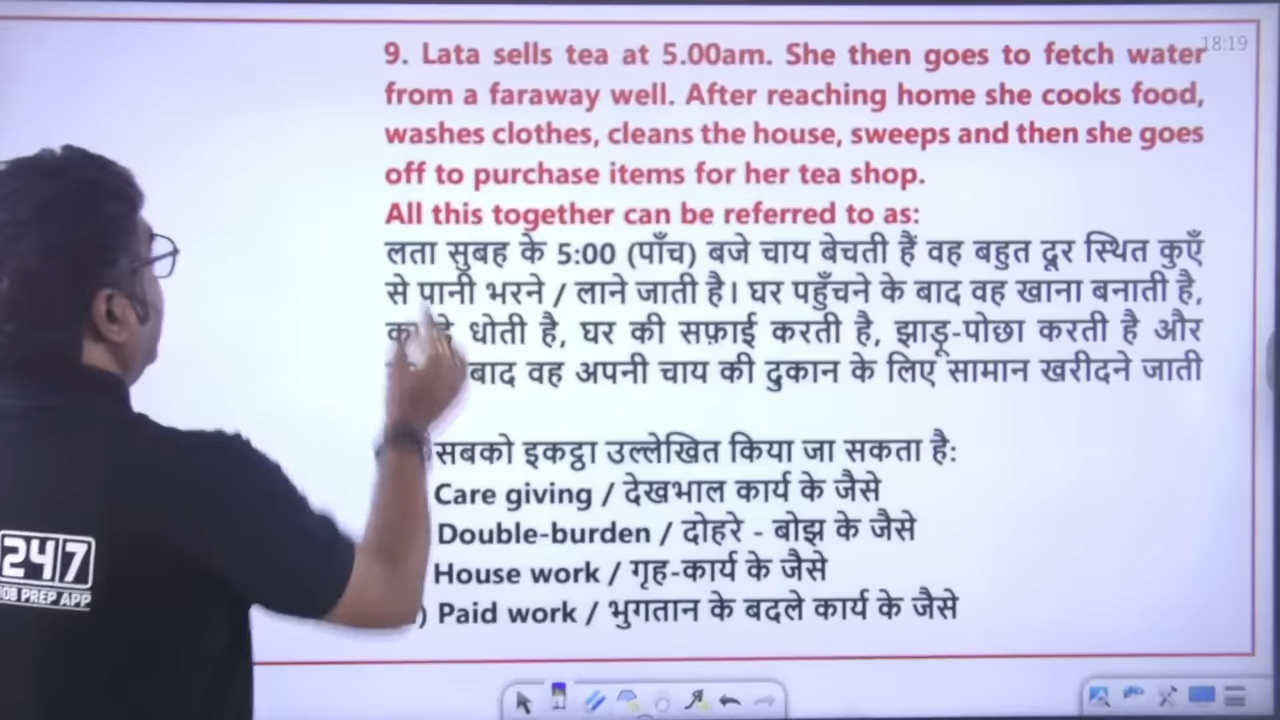 18:19
9. Lata sells tea at 5.00am. She then goes to fetch water
from a faraway well. After reaching home she cooks food,
washes clothes, cleans the house, sweeps and then she goes
off to purchase items for her tea shop.
All this together can be referred to as:
लता सुबह के 5:00 (पाँच) बजे चाय बेचती हैं वह बहुत दूर स्थित कुएँ
से पानी भरने / लाने जाती है। घर पहुँचने के बाद वह खाना बनाती है,
धोती है, घर की सफ़ाई करती है, झाड़ू-पोछा करती है और
बाद वह अपनी चाय की दुकान के लिए सामान खरीदने जाती
सबको इकट्ठा उल्लेखित किया जा सकता है:
Care giving / देखभाल कार्य के जैसे
Double-burden / दोहरे - बोझ के जैसे
House work / गृह-कार्य के जैसे
) Paid work / भुगतान के बदले कार्य के जैसे
247
JOB PREP APP